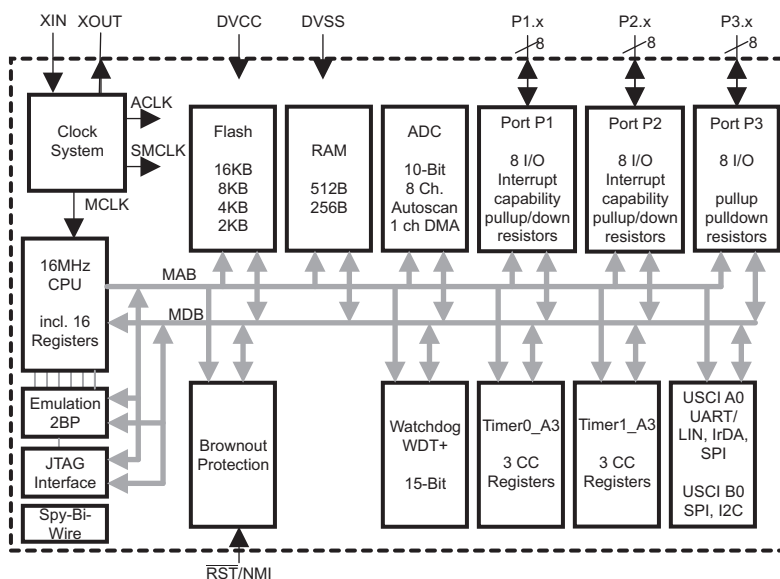 XIN XOUT DVCC DVSS P1.x P2.x P3.x
8 8 8
Clock
System
ACLK
SMCLK
MCLK
Flash
16KB
8KB
4KB
2KB
RAM
512B
256B
ADC
10-Bit
8 Ch.
Autoscan
1 ch DMA
Port P1
8 I/O
Interrupt
capability
pullup/down
resistors
Port P2
8 I/O
Interrupt
capability
pullup/down
resistors
Port P3
8 I/O
pullup
pulldown
resistors
16MHz
CPU
incl. 16
Registers
MAB
MDB
Emulation
2BP
JTAG
Interface
Spy-Bi-
Wire
Brownout
Protection
Watchdog
WDT+
15-Bit
Timer0_A3
3 CC
Registers
Timer1_A3
3 CC
Registers
USCI A0
UART/
LIN, IrDA,
SPI
USCI B0
SPI, I2C
RST/NMI